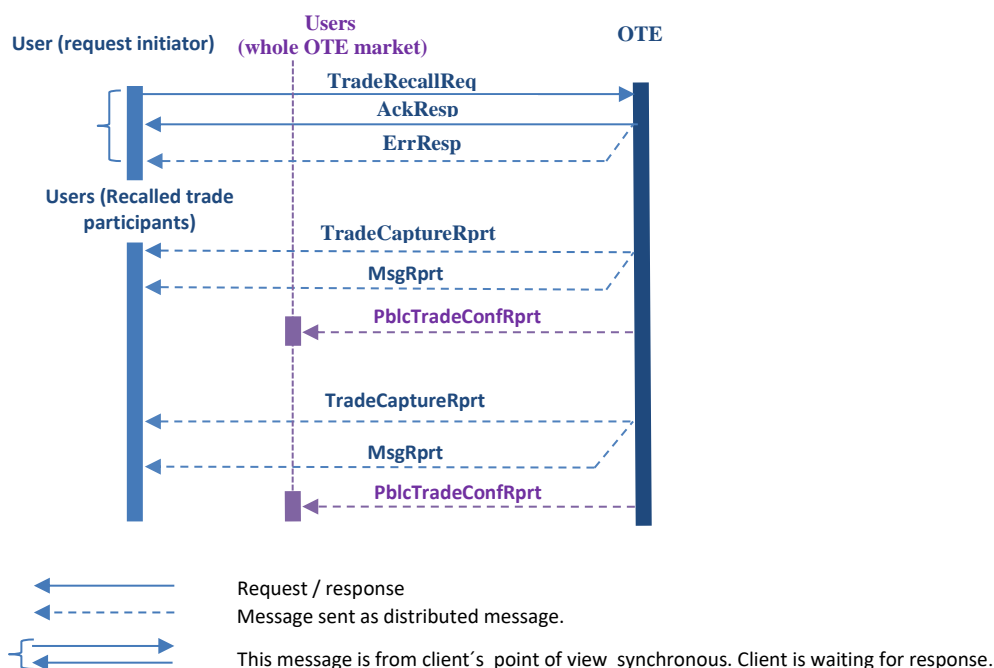 Users
User (request initiator)
(whole OTE market)
OTE
TradeRecallReq
AckResp
ErrResp
Users (Recalled trade
participants)
TradeCaptureRprt
MsgRprt
PblcTradeConfRprt
TradeCaptureRprt
MsgRprt
PblcTradeConfRprt
Request / response
Message sent as distributed message.
This message is from client´s point of view synchronous. Client is waiting for response.